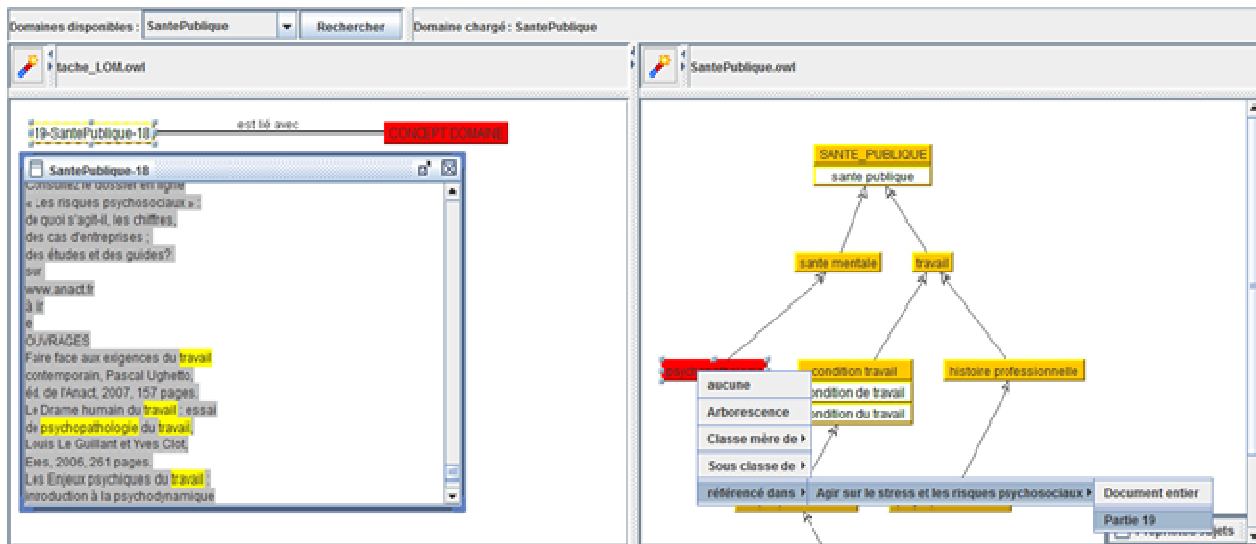 Domaines disponibles : SantePublique Rechercher Domaine chargé : SantePublique
tache_LOM.owl
SantePublique.owl
19-SantePublique-18
est lié avec
CONCEPT DOMAINE
SantePublique-18
Consultez le dossier en ligne
« Les risques psychosociaux » :
de quoi s'agit-il, les chiffres,
des cas d'entreprises ;
des études et des guides?
sur
www.anact.fr
à lir
e
OUVRAGES
Faire face aux exigences du travail
contemporain, Pascal Ughetto,
éd. de l'Anact, 2007, 157 pages.
Le Drame humain du travail ; essai
de psychopathologie du travail,
Louis Le Guillant et Yves Clot,
Eres, 2006, 261 pages.
Les Enjeux psychiques du travail ;
introduction à la psychodynamique
SANTE_PUBLIQUE
sante publique
sante mentale
travail
condition travail
ondition de travail
ondition du travail
histoire professionnelle
aucune
Arborescence
Classe mère de
Sous classe de
référencé dans
Agir sur le stress et les risques psychosociaux
Document entier
Partie 19